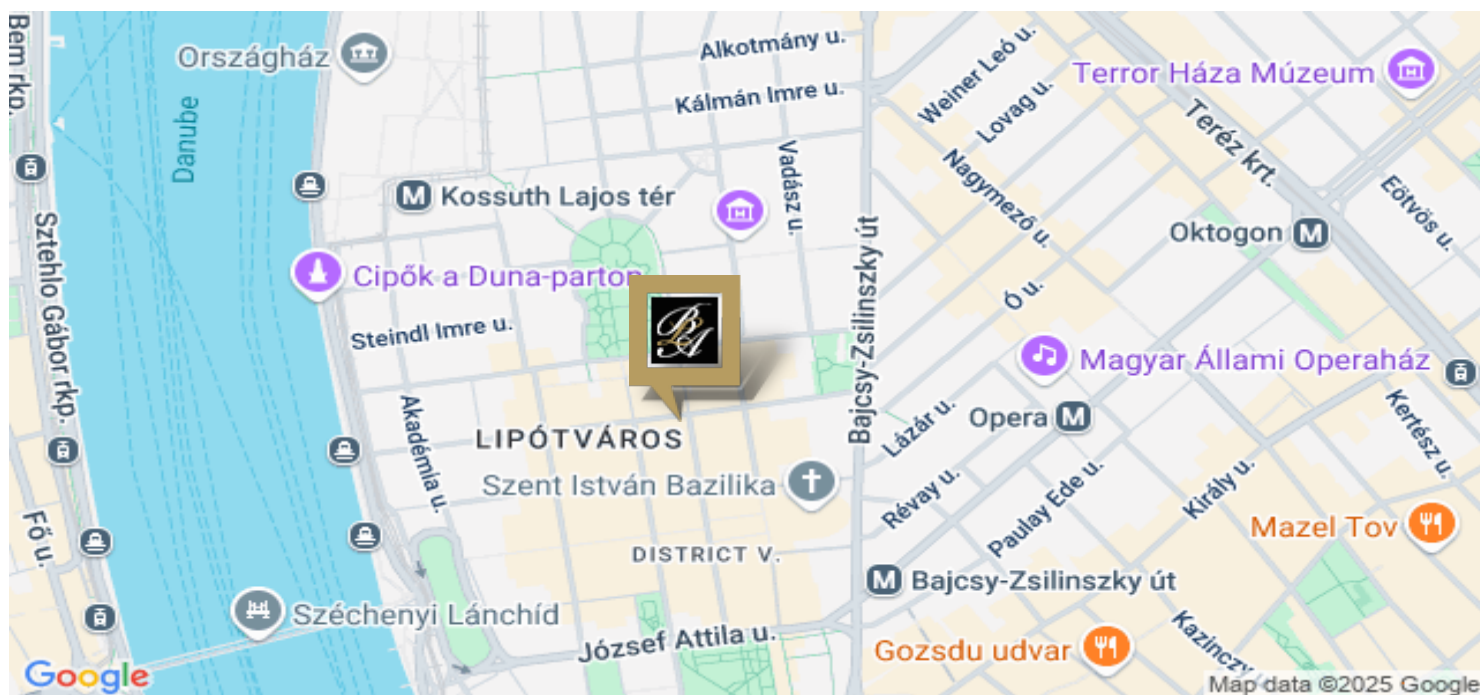 Bem rkp.
Országház
Alkotmány u.
Kálmán Imre u.
Weiner Leó u.
Lovag u.
Terror Háza Múzeum
Teréz krt.
Danube
Vadász u.
Nagymező u.
Eötvös u.
M Kossuth Lajos tér
Sztehlo Gábor rkp.
Bajcsy-Zsilinszky út
Oktogon M
Cipők a Duna-parton
Ó u.
Steindl Imre u.
Magyar Állami Operaház
Akadémia u.
LIPÓTVÁROS
Lázár u.
Opera M
Kertész u.
Szent István Bazilika
Révay u.
Paulay Ede u.
Király u.
Fő u.
Mazel Tov
DISTRICT V.
M Bajcsy-Zsilinszky út
Széchenyi Lánchíd
József Attila u.
Gozsdu udvar
Kazinczy
Google
Map data ©2025 Google